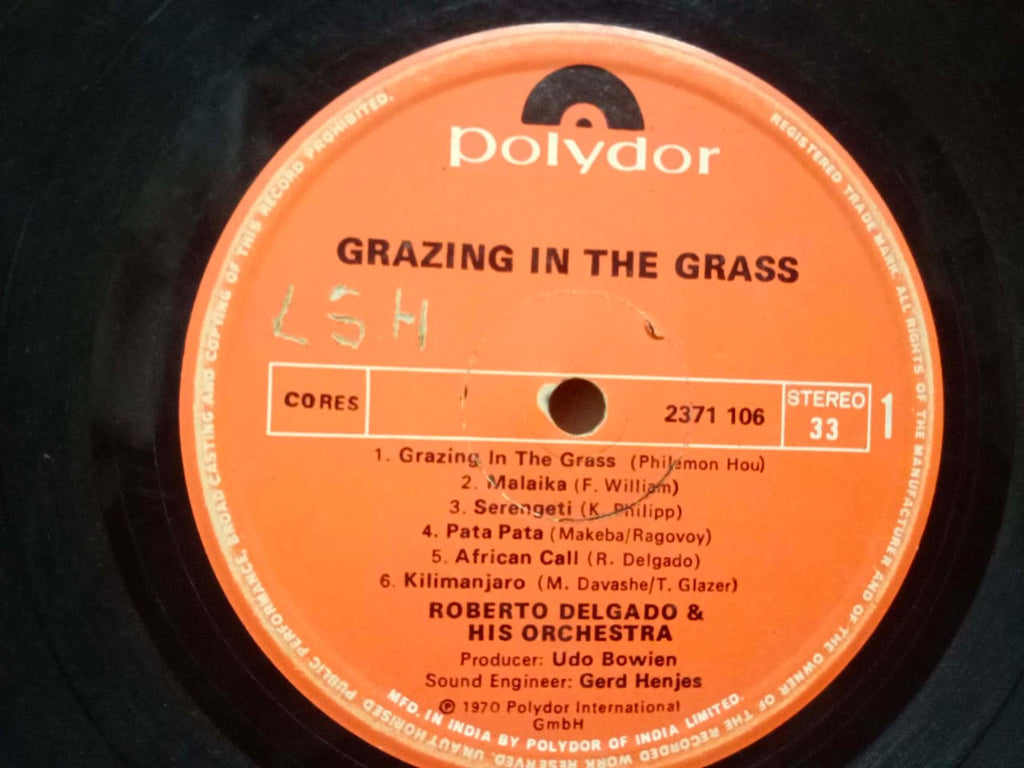 polydor
GRAZING IN THE GRASS
LSH
CORES
2371 106
STEREO
33
1
1. Grazing In The Grass (Philemon Hou)
2. Malaika (F. William)
3. Serengeti (K. Philipp)
4. Pata Pata (Makeba/Ragovoy)
5. African Call (R. Delgado)
6. Kilimanjaro (M. Davashe/T. Glazer)
ROBERTO DELGADO &
HIS ORCHESTRA
Producer: Udo Bowien
Sound Engineer: Gerd Henjes
℗ 1970 Polydor International
GmbH
MFD. IN INDIA BY POLYDOR OF INDIA LIMITED.
REGISTERED TRADE MARK. ALL RIGHTS OF THE MANUFACTURER AND OF THE OWNER OF THE RECORDED WORK RESERVED. UNAUTHORISED PUBLIC PERFORMANCE, BROADCASTING AND COPYING OF THIS RECORD PROHIBITED.